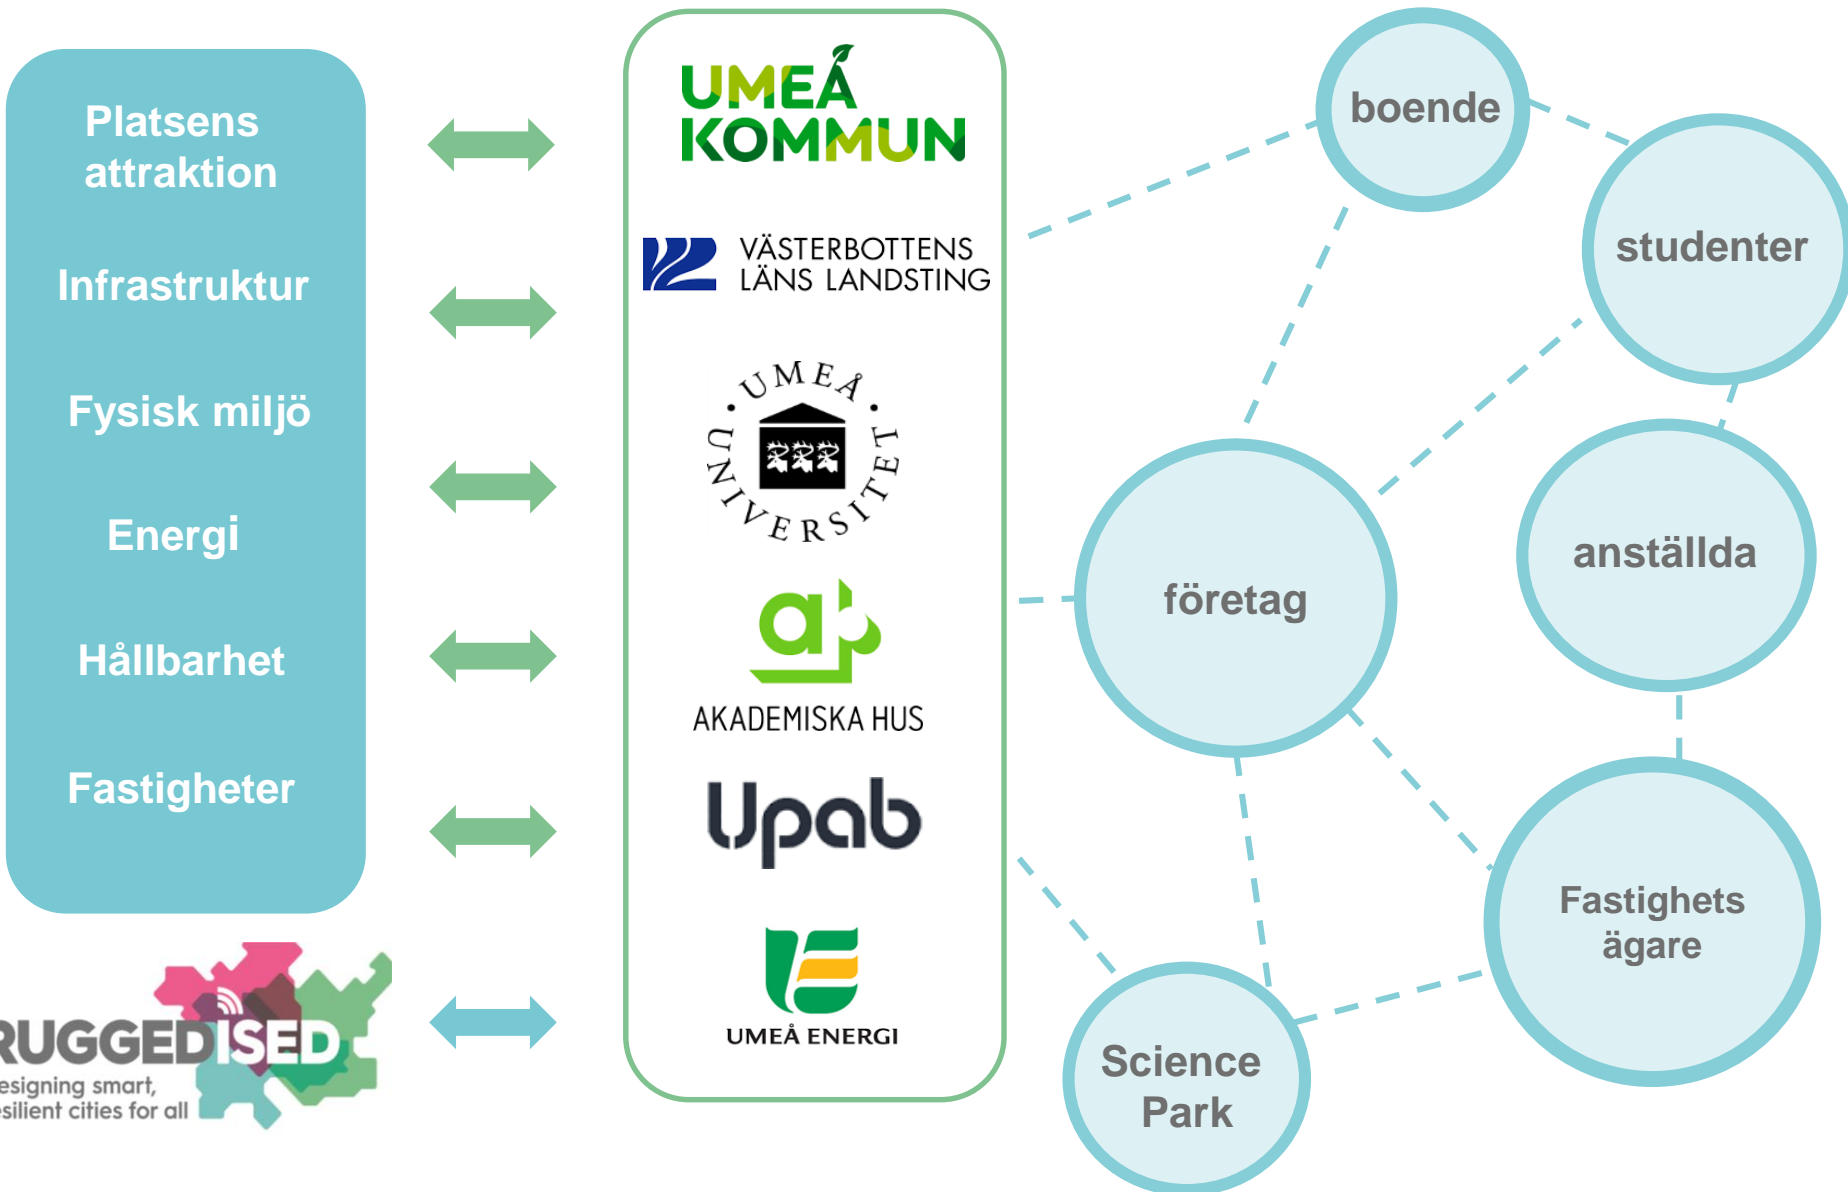 Platsens
attraktion
Infrastruktur
Fysisk miljö
Energi
Hållbarhet
Fastigheter
RUGGEDISED
esigning smart,
esilient cities for all
UMEÅ
KOMMUN
VÄSTERBOTTENS
LÄNS LANDSTING
UMEÅ
UNIVERSITET
AKADEMISKA HUS
Upab
UMEÅ ENERGI
boende
studenter
anställda
företag
Fastighets
ägare
Science
Park